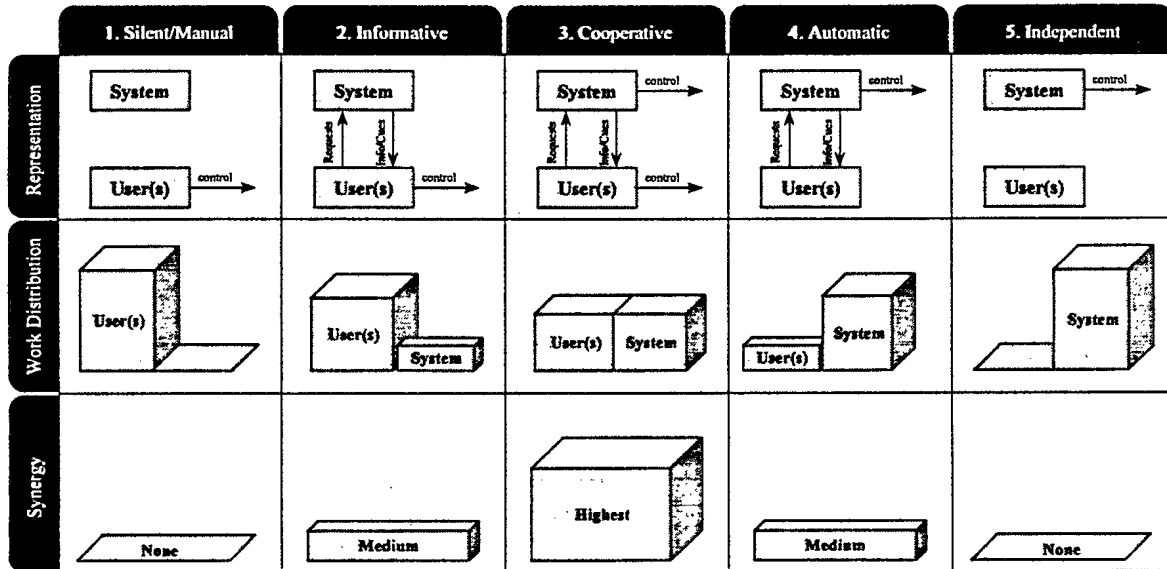 1. Silent/Manual
2. Informative
3. Cooperative
4. Automatic
5. Independent
Representation
System
User(s)
control
System
Requests
Info/Cues
User(s)
control
System
control
Requests
Info/Cues
User(s)
control
System
control
Requests
Info/Cues
User(s)
System
control
User(s)
Work Distribution
User(s)
User(s)
System
User(s)
System
User(s)
System
System
Synergy
None
Medium
Highest
Medium
None